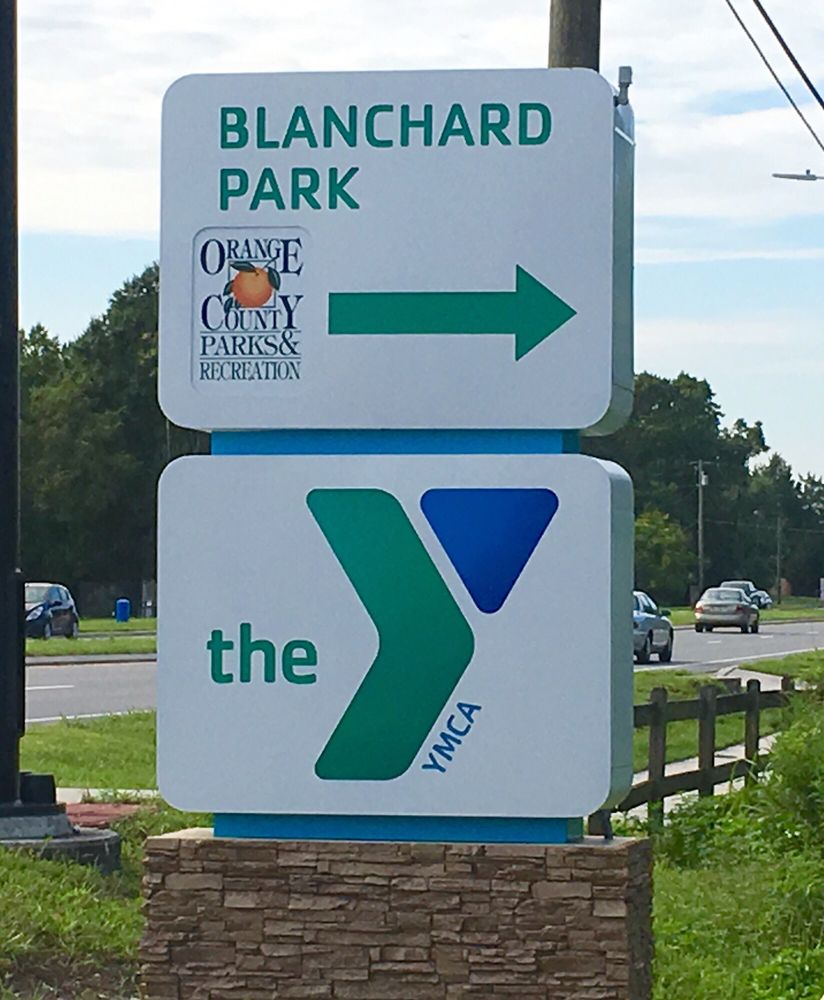 BLANCHARD
PARK
ORANGE
COUNTY
PARKS&
RECREATION
the
YMCA